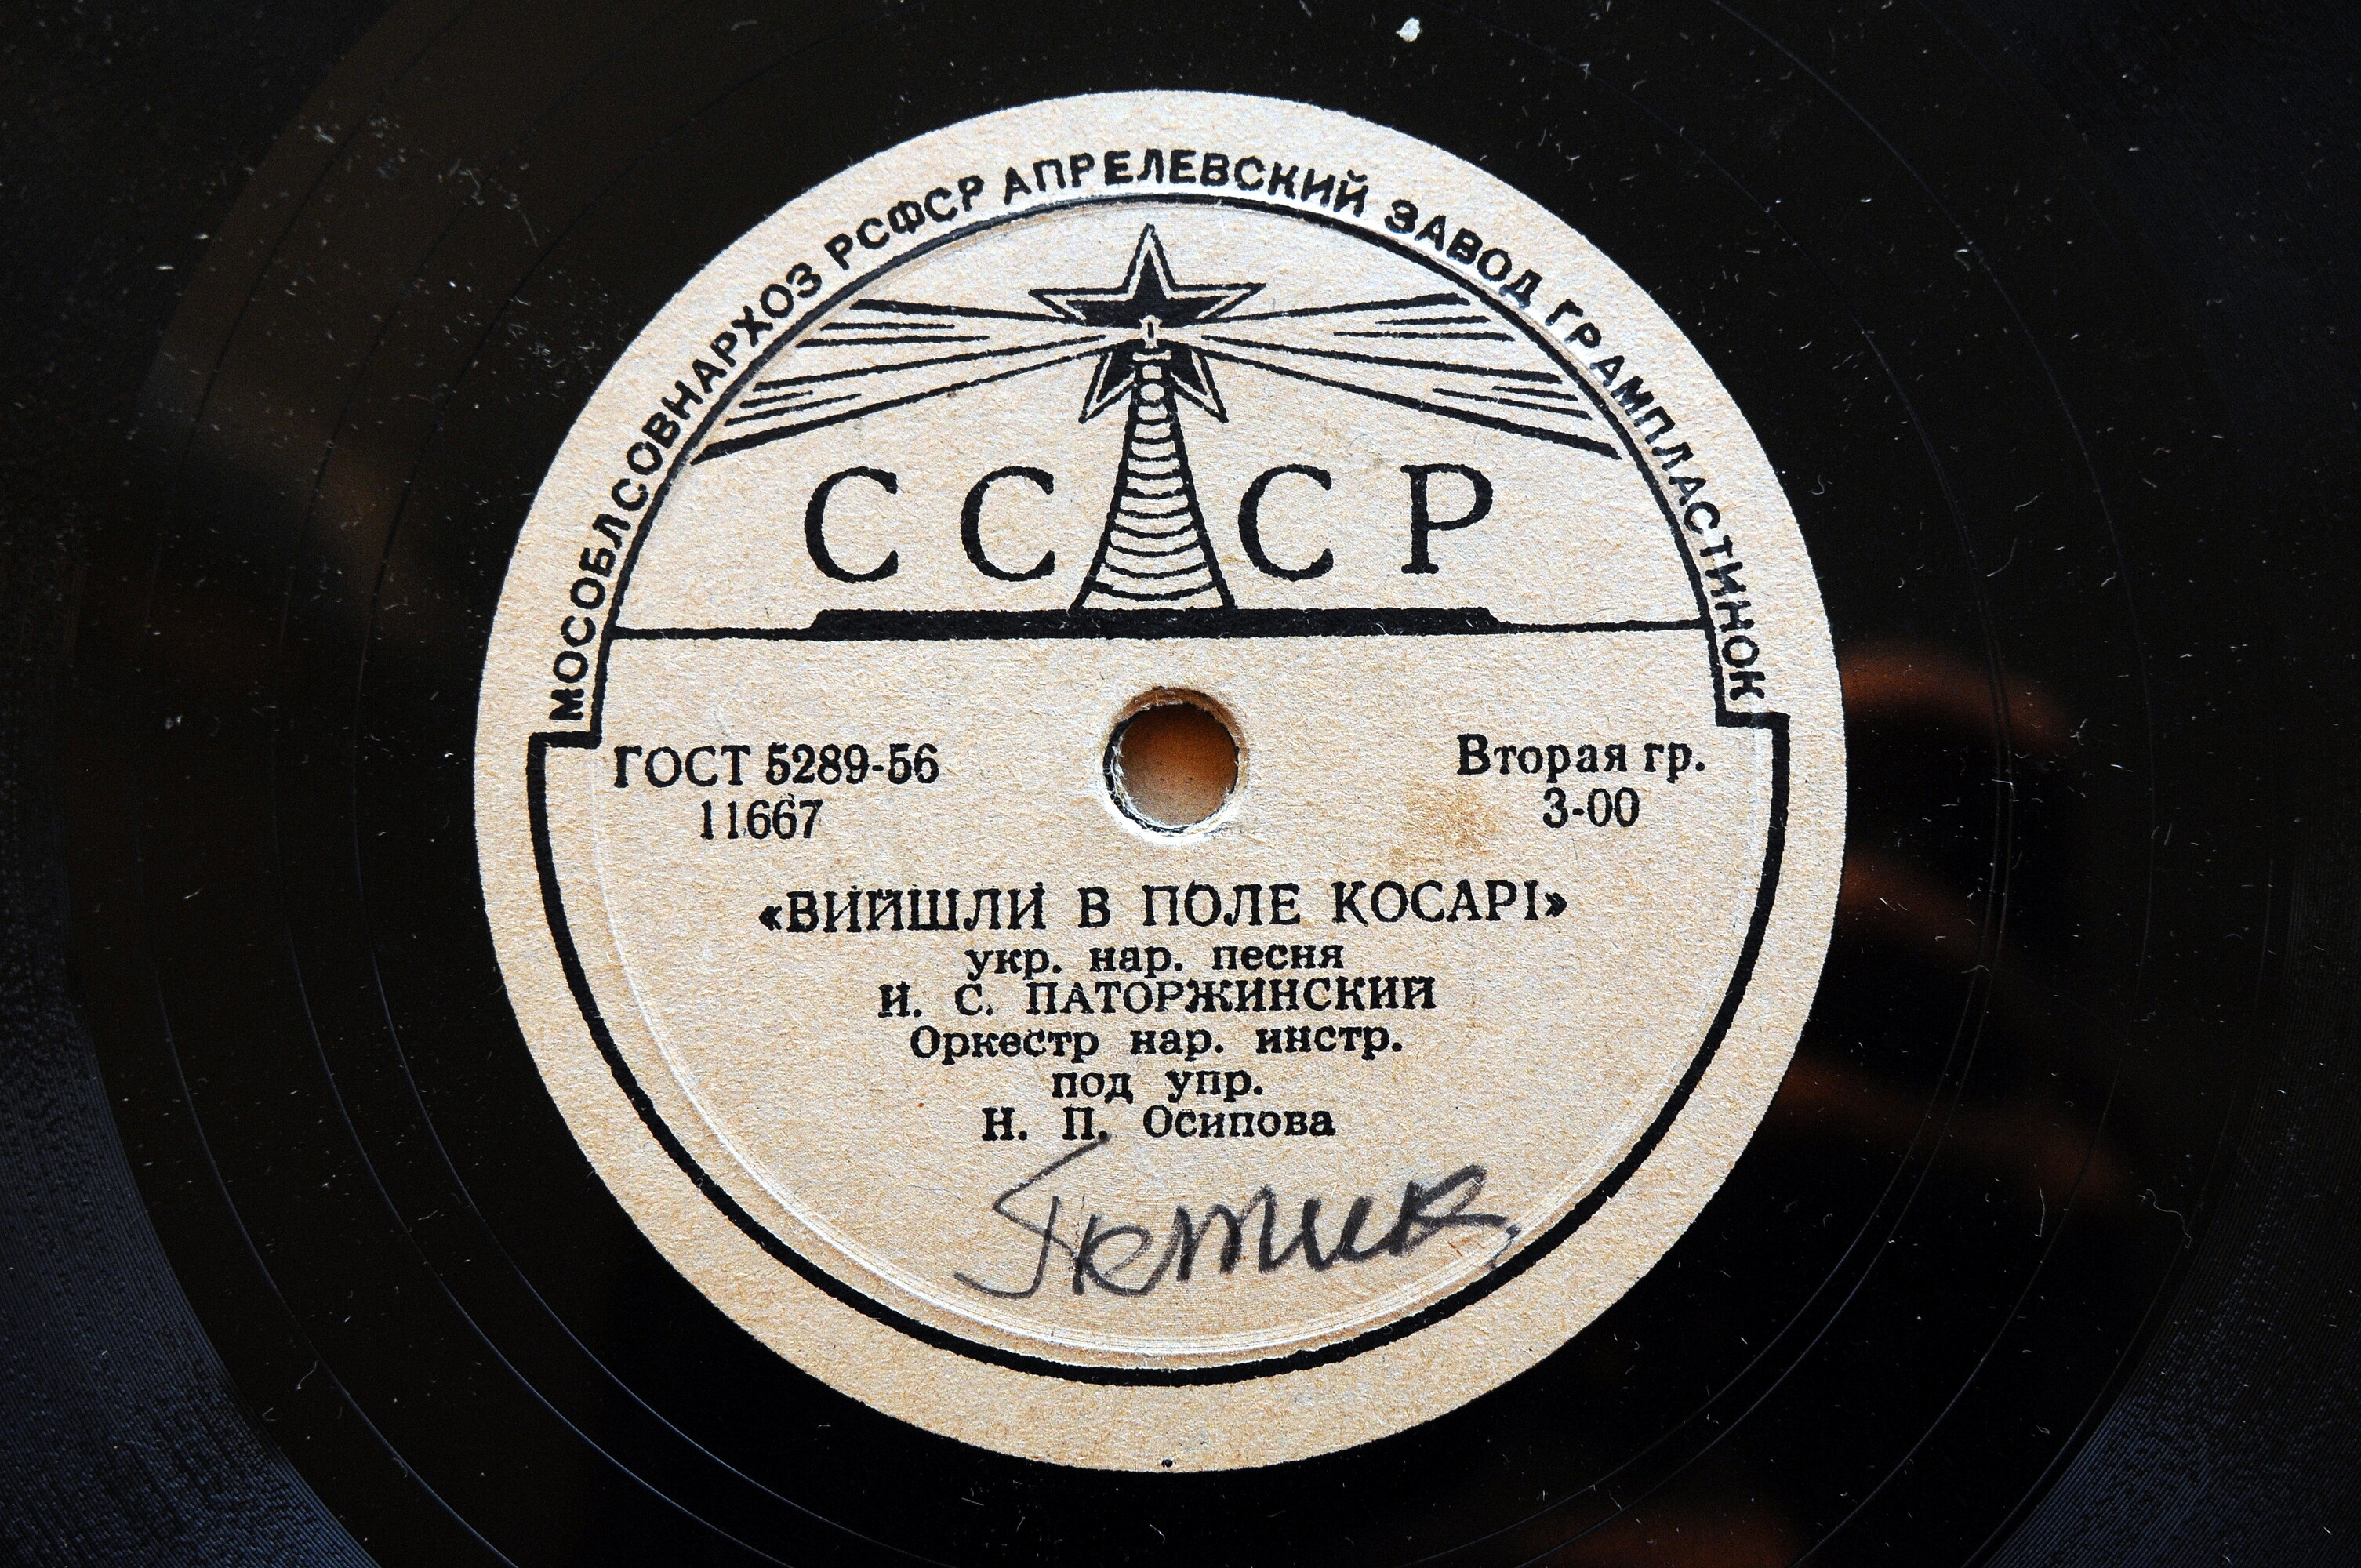 МОСОБЛСОВНАРХОЗ РСФСР АПРЕЛЕВСКИЙ ЗАВОД ГРАМПЛАСТИНОК
СССР
ГОСТ 5289-56
11667
Вторая гр.
3-00
«ВИЙШЛИ В ПОЛЕ КОСАРІ»
укр. нар. песня
И. С. ПАТОРЖИНСКИЙ
Оркестр нар. инстр.
под упр.
Н. П. Осипова